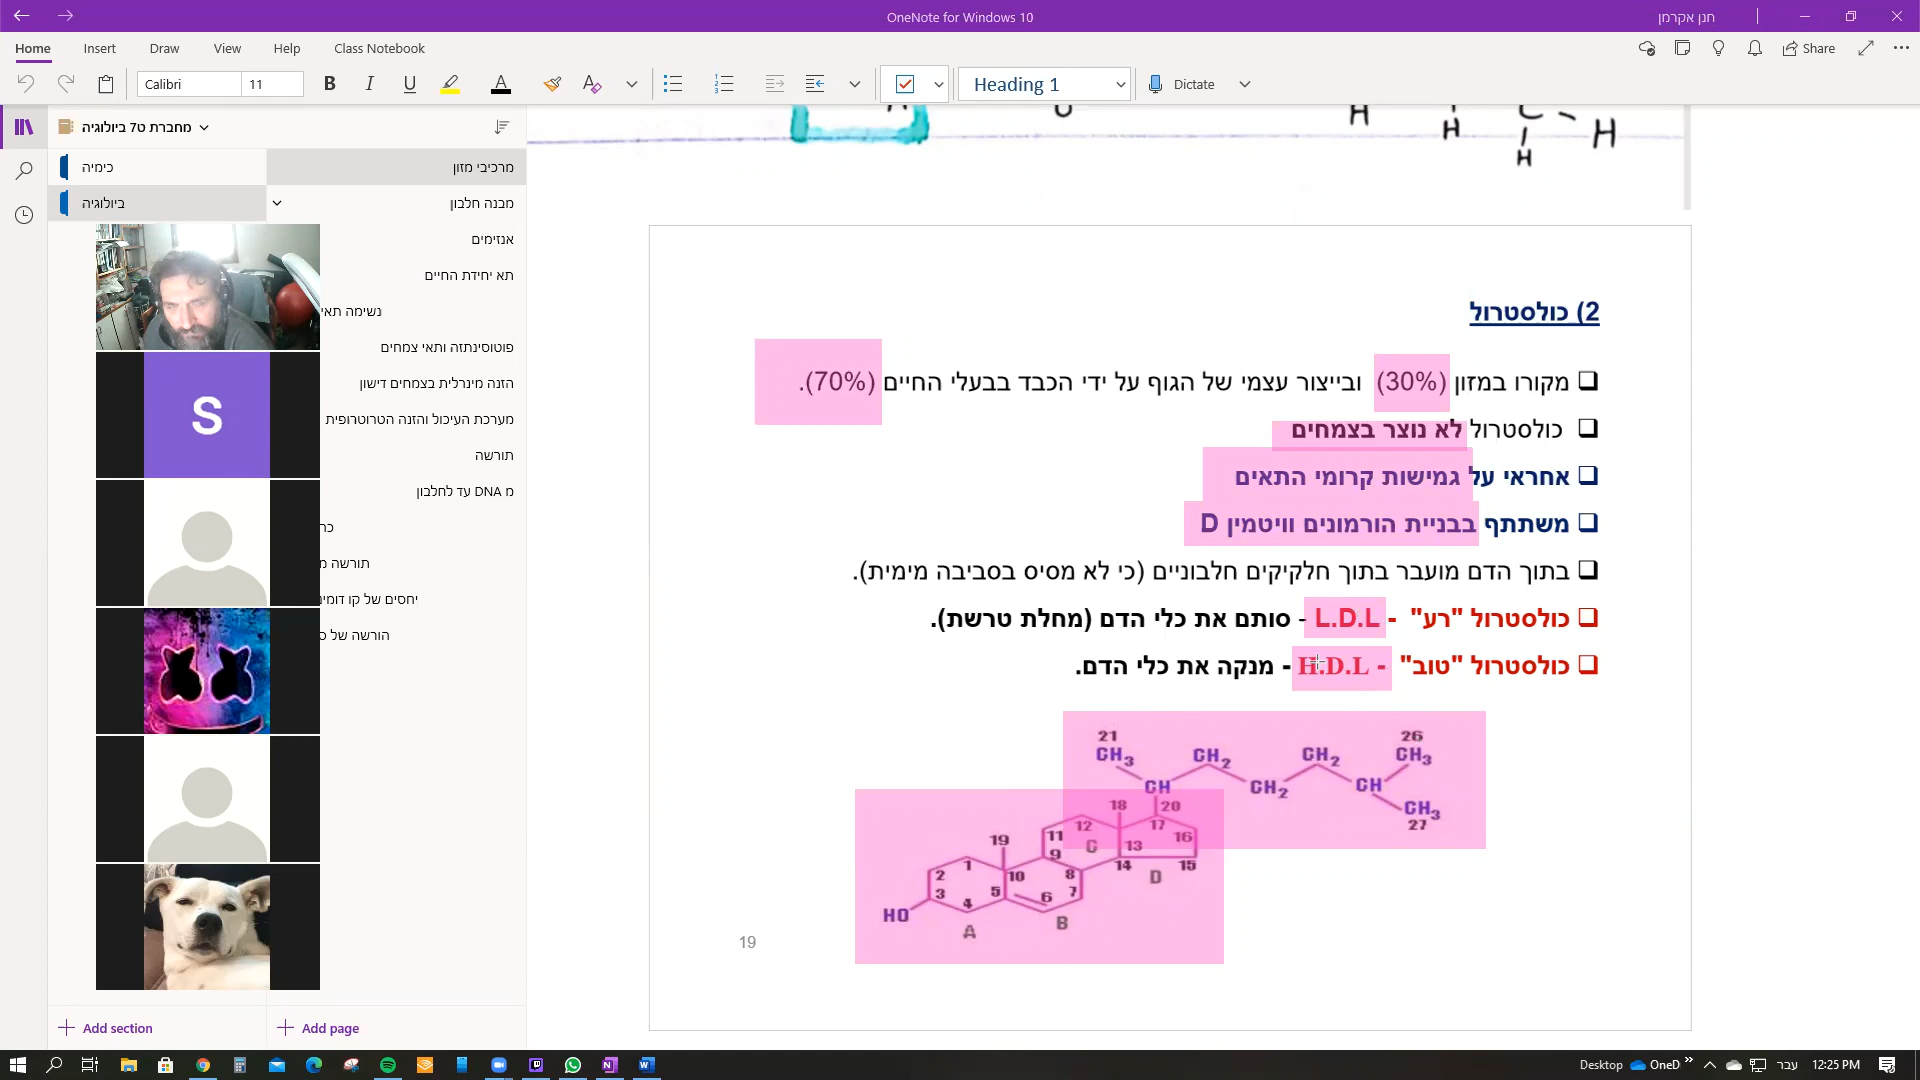 OneNote for Windows 10
חנן אקרמן
Home Insert Draw View Help Class Notebook
Share
Calibri 11 B I U A Heading 1 Dictate
מחברת ט7 ביולוגיה
כימיה
ביולוגיה
מרכיבי מזון
מבנה חלבון
אנזימים
תא יחידת החיים
נשימה תאי
פוטוסינתזה ותאי צמחים
הזנה מינרלית בצמחים דישון
מערכת העיכול והזנה הטרוטרופית
תורשה
מ DNA עד לחלבון
כר
תורשה מ
יחסים של קו דומינ
הורשה של ס
S
Add section
Add page
H
H
C
H
H
2) כולסטרול
❑ מקורו במזון (30%) ובייצור עצמי של הגוף על ידי הכבד בבעלי החיים (70%).
❑ כולסטרול לא נוצר בצמחים
❑ אחראי על גמישות קרומי התאים
❑ משתתף בבניית הורמונים וויטמין D
❑ בתוך הדם מועבר בתוך חלקיקים חלבוניים (כי לא מסיס בסביבה מימית).
❑ כולסטרול "רע" - L.D.L - סותם את כלי הדם (מחלת טרשת).
❑ כולסטרול "טוב" - H.D.L - מנקה את כלי הדם.
21 26
CH3 CH2 CH2 CH3
CH CH2 CH
CH3
27
18 20
12 17
11 16
19 C 13
9
1 14 15
2 10 8 D
3 5 6 7
4
HO
A B
19
Desktop OneD » עבר 12:25 PM